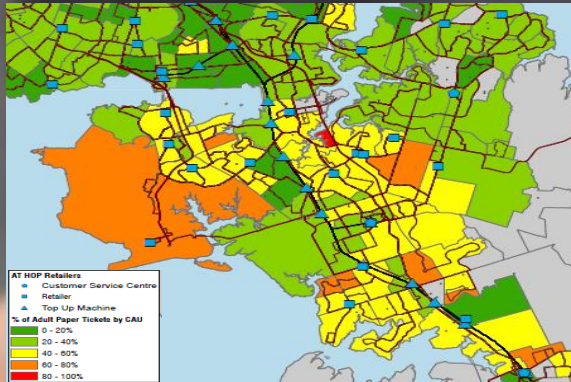 AT HOP Retailers
Customer Service Centre
Retailer
Top Up Machine
% of Adult Paper Tickets by CAU
0 - 20%
20 - 40%
40 - 60%
60 - 80%
80 - 100%